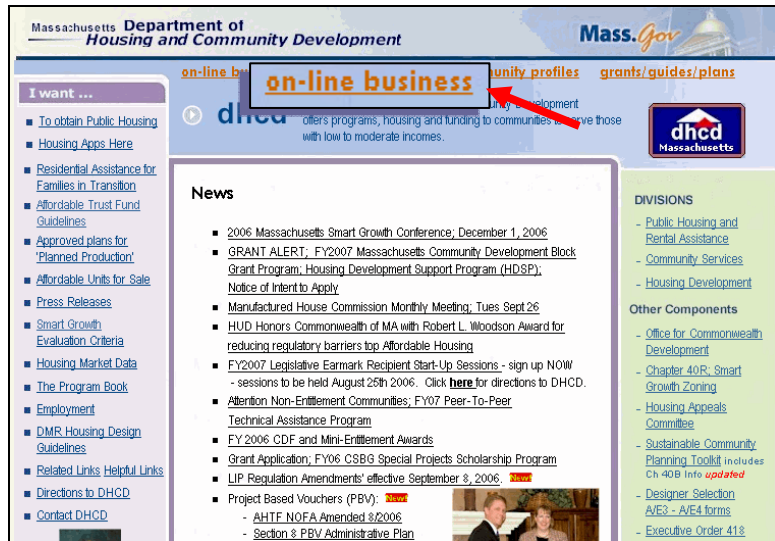 Massachusetts Department of
Housing and Community Development
Mass.Gov
on-line business
community profiles
grants/guides/plans
I want ...
To obtain Public Housing
Housing Apps Here
Residential Assistance for
Families in Transition
Affordable Trust Fund
Guidelines
Approved plans for
'Planned Production'
Affordable Units for Sale
Press Releases
Smart Growth
Evaluation Criteria
Housing Market Data
The Program Book
Employment
DMR Housing Design
Guidelines
Related Links Helpful Links
Directions to DHCD
Contact DHCD
dhcd
Development
offers programs, housing and funding to communities to serve those
with low to moderate incomes.
dhcd
Massachusetts
News
2006 Massachusetts Smart Growth Conference; December 1, 2006
GRANT ALERT; FY2007 Massachusetts Community Development Block
Grant Program; Housing Development Support Program (HDSP);
Notice of Intent to Apply
Manufactured House Commission Monthly Meeting; Tues Sept 26
HUD Honors Commonwealth of MA with Robert L. Woodson Award for
reducing regulatory barriers top Affordable Housing
FY2007 Legislative Earmark Recipient Start-Up Sessions - sign up NOW
- sessions to be held August 25th 2006. Click here for directions to DHCD.
Attention Non-Entitlement Communities; FY07 Peer-To-Peer
Technical Assistance Program
FY 2006 CDF and Mini-Entitlement Awards
Grant Application; FY06 CSBG Special Projects Scholarship Program
LIP Regulation Amendments' effective September 8, 2006. New!
Project Based Vouchers (PBV): New!
- AHTF NOFA Amended 8/2006
- Section 8 PBV Administrative Plan
DIVISIONS
- Public Housing and
Rental Assistance
- Community Services
- Housing Development
Other Components
- Office for Commonwealth
Development
- Chapter 40R; Smart
Growth Zoning
- Housing Appeals
Committee
- Sustainable Community
Planning Toolkit includes
Ch 40B Info updated
- Designer Selection
A/E3 - A/E4 forms
- Executive Order 418